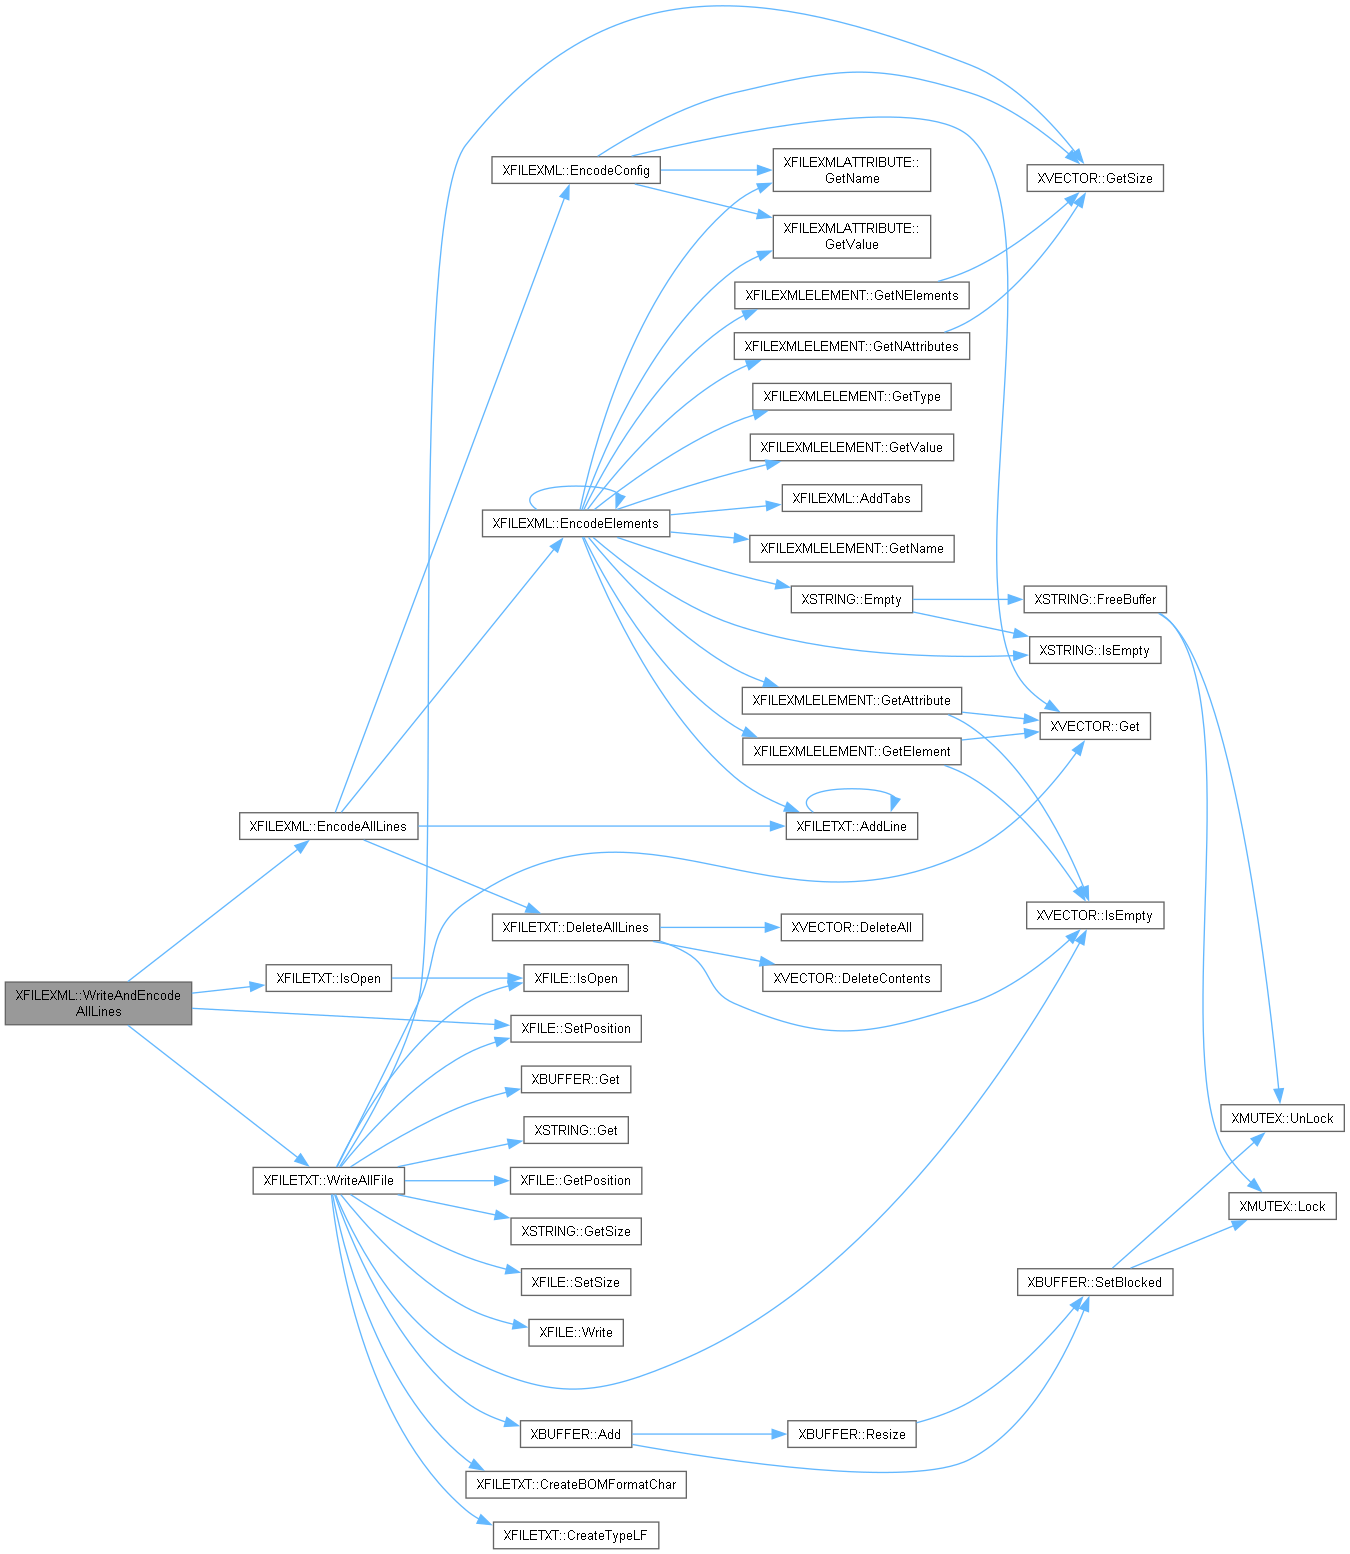 XFILEXML::EncodeConfig
XFILEXMLATTRIBUTE::
GetName
XVECTOR::GetSize
XFILEXMLATTRIBUTE::
GetValue
XFILEXMLELEMENT::GetNElements
XFILEXMLELEMENT::GetNAttributes
XFILEXMLELEMENT::GetType
XFILEXMLELEMENT::GetValue
XFILEXML::AddTabs
XFILEXML::EncodeElements
XFILEXMLELEMENT::GetName
XSTRING::Empty
XSTRING::FreeBuffer
XSTRING::IsEmpty
XFILEXMLELEMENT::GetAttribute
XVECTOR::Get
XFILEXMLELEMENT::GetElement
XFILEXML::EncodeAllLines
XFILETXT::AddLine
XVECTOR::IsEmpty
XFILETXT::DeleteAllLines
XVECTOR::DeleteAll
XFILETXT::IsOpen
XFILE::IsOpen
XVECTOR::DeleteContents
XFILEXML::WriteAndEncode
AllLines
XFILE::SetPosition
XBUFFER::Get
XMUTEX::UnLock
XSTRING::Get
XFILETXT::WriteAllFile
XFILE::GetPosition
XMUTEX::Lock
XSTRING::GetSize
XFILE::SetSize
XBUFFER::SetBlocked
XFILE::Write
XBUFFER::Add
XBUFFER::Resize
XFILETXT::CreateBOMFormatChar
XFILETXT::CreateTypeLF